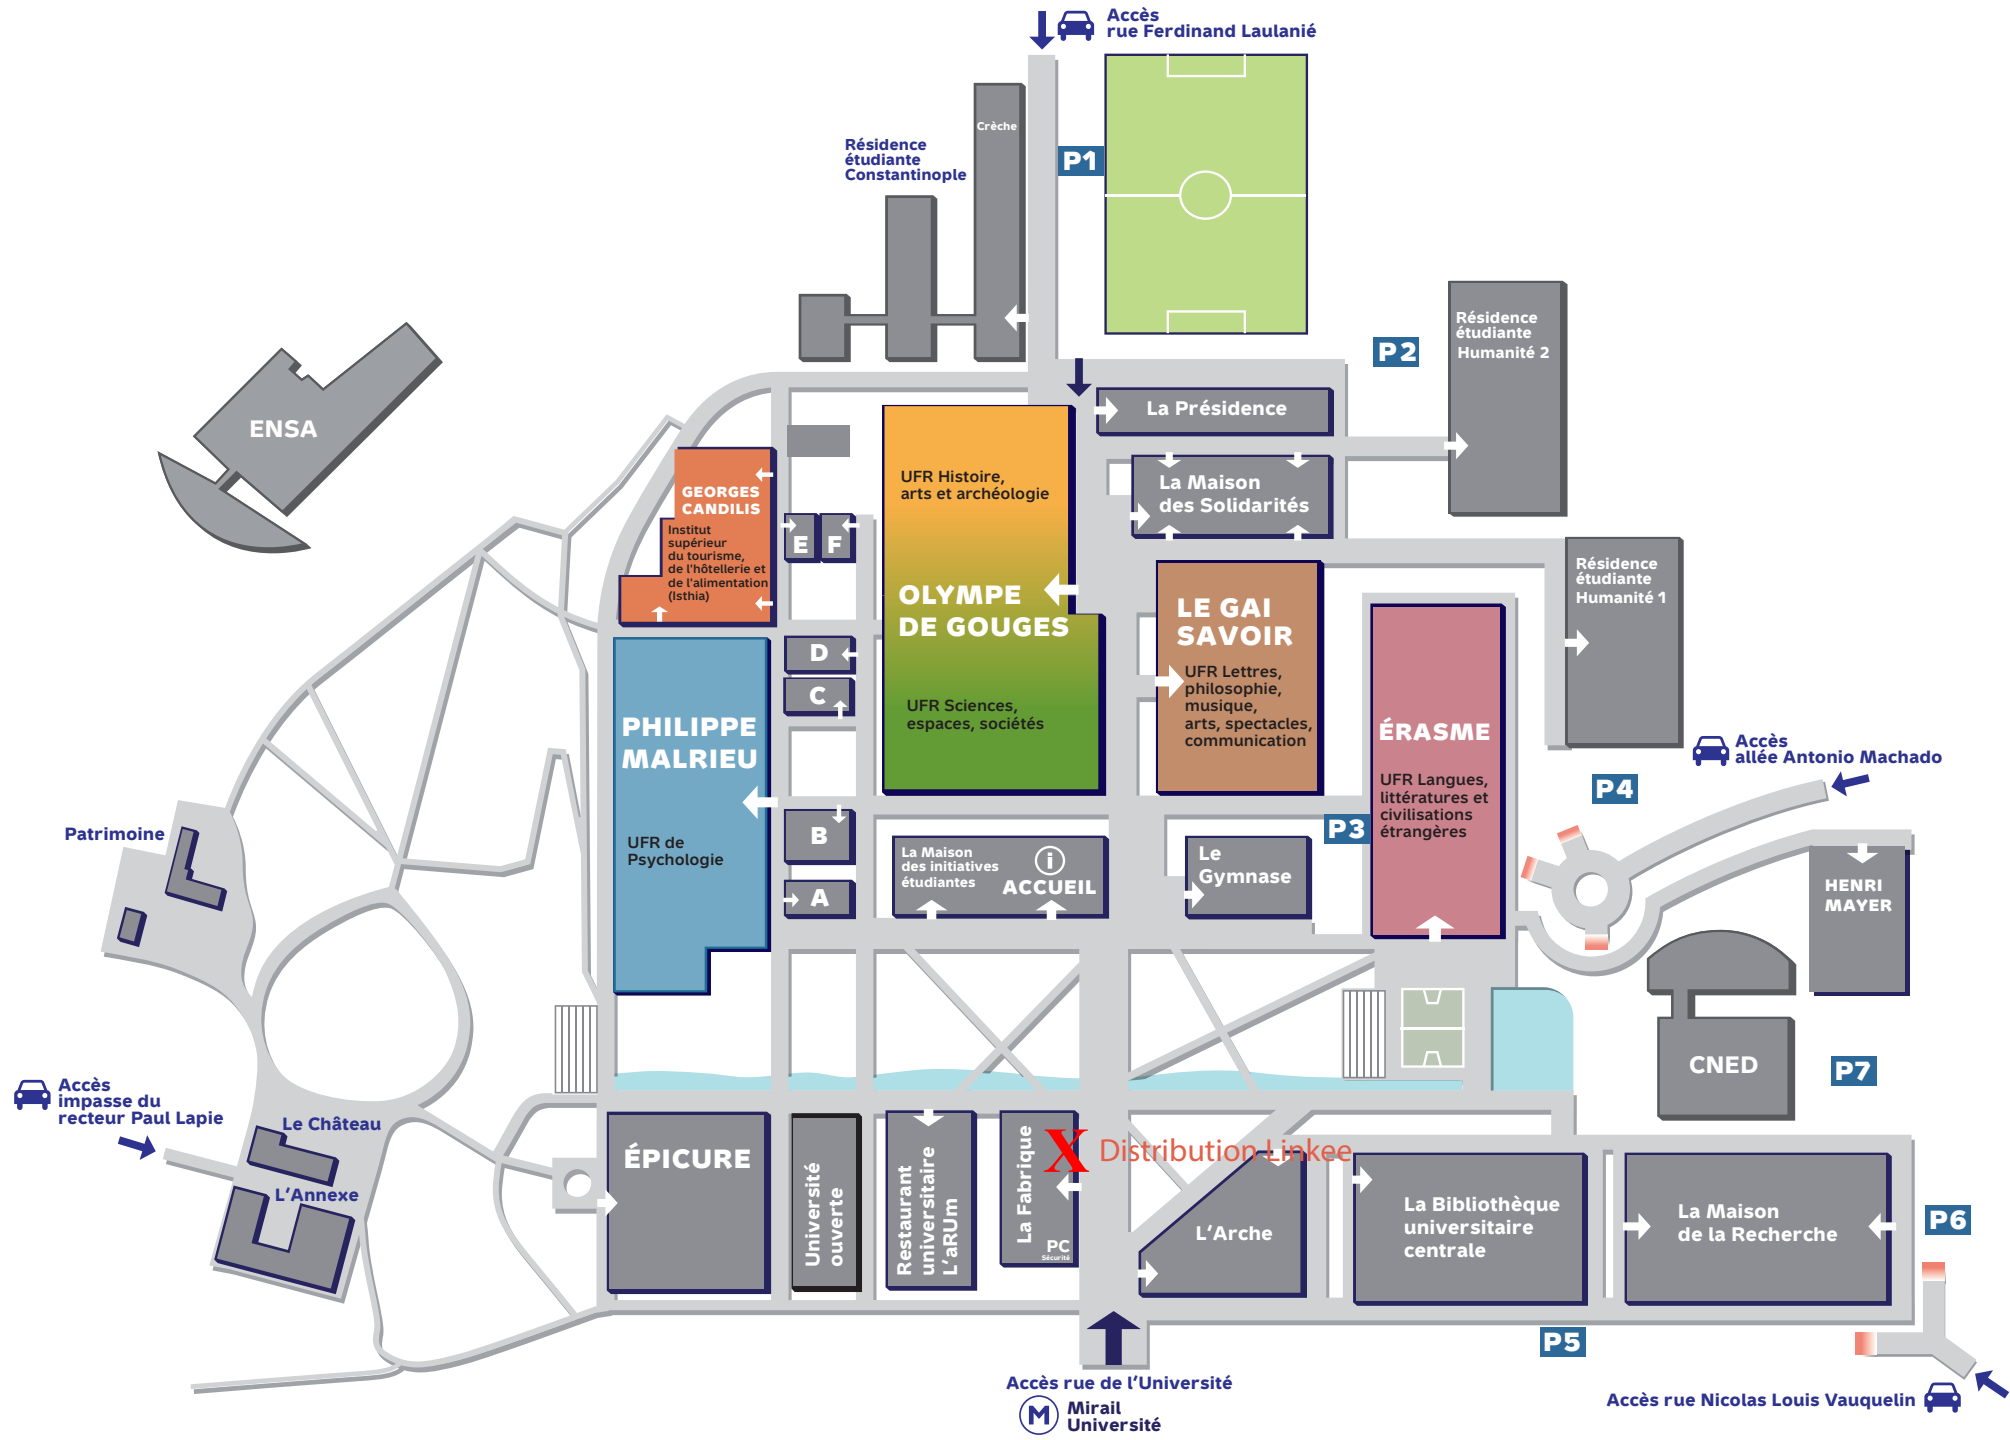 Accès
rue Ferdinand Laulanié
Crèche
Résidence
étudiante
Constantinople
P1
P2
Résidence
étudiante
Humanité 2
ENSA
La Présidence
La Maison
des Solidarités
GEORGES
CANDILIS
Institut
supérieur
du tourisme,
de l'hôtellerie et
de l'alimentation
(Isthia)
E
F
UFR Histoire,
arts et archéologie
OLYMPE
DE GOUGES
UFR Sciences,
espaces, sociétés
LE GAI
SAVOIR
UFR Lettres,
philosophie,
musique,
arts, spectacles,
communication
Résidence
étudiante
Humanité 1
D
C
PHILIPPE
MALRIEU
UFR de
Psychologie
ÉRASME
UFR Langues,
littératures et
civilisations
étrangères
Accès
allée Antonio Machado
P4
P3
B
A
La Maison
des initiatives
étudiantes
i
ACCUEIL
Le
Gymnase
Patrimoine
HENRI
MAYER
CNED
P7
Accès
impasse du
recteur Paul Lapie
Le Château
L'Annexe
ÉPICURE
Université
ouverte
Restaurant
universitaire
L'aRUm
La Fabrique
PC
Sécurité
X Distribution Linkee
L'Arche
La Bibliothèque
universitaire
centrale
La Maison
de la Recherche
P6
P5
Accès rue de l'Université
M
Mirail
Université
Accès rue Nicolas Louis Vauquelin